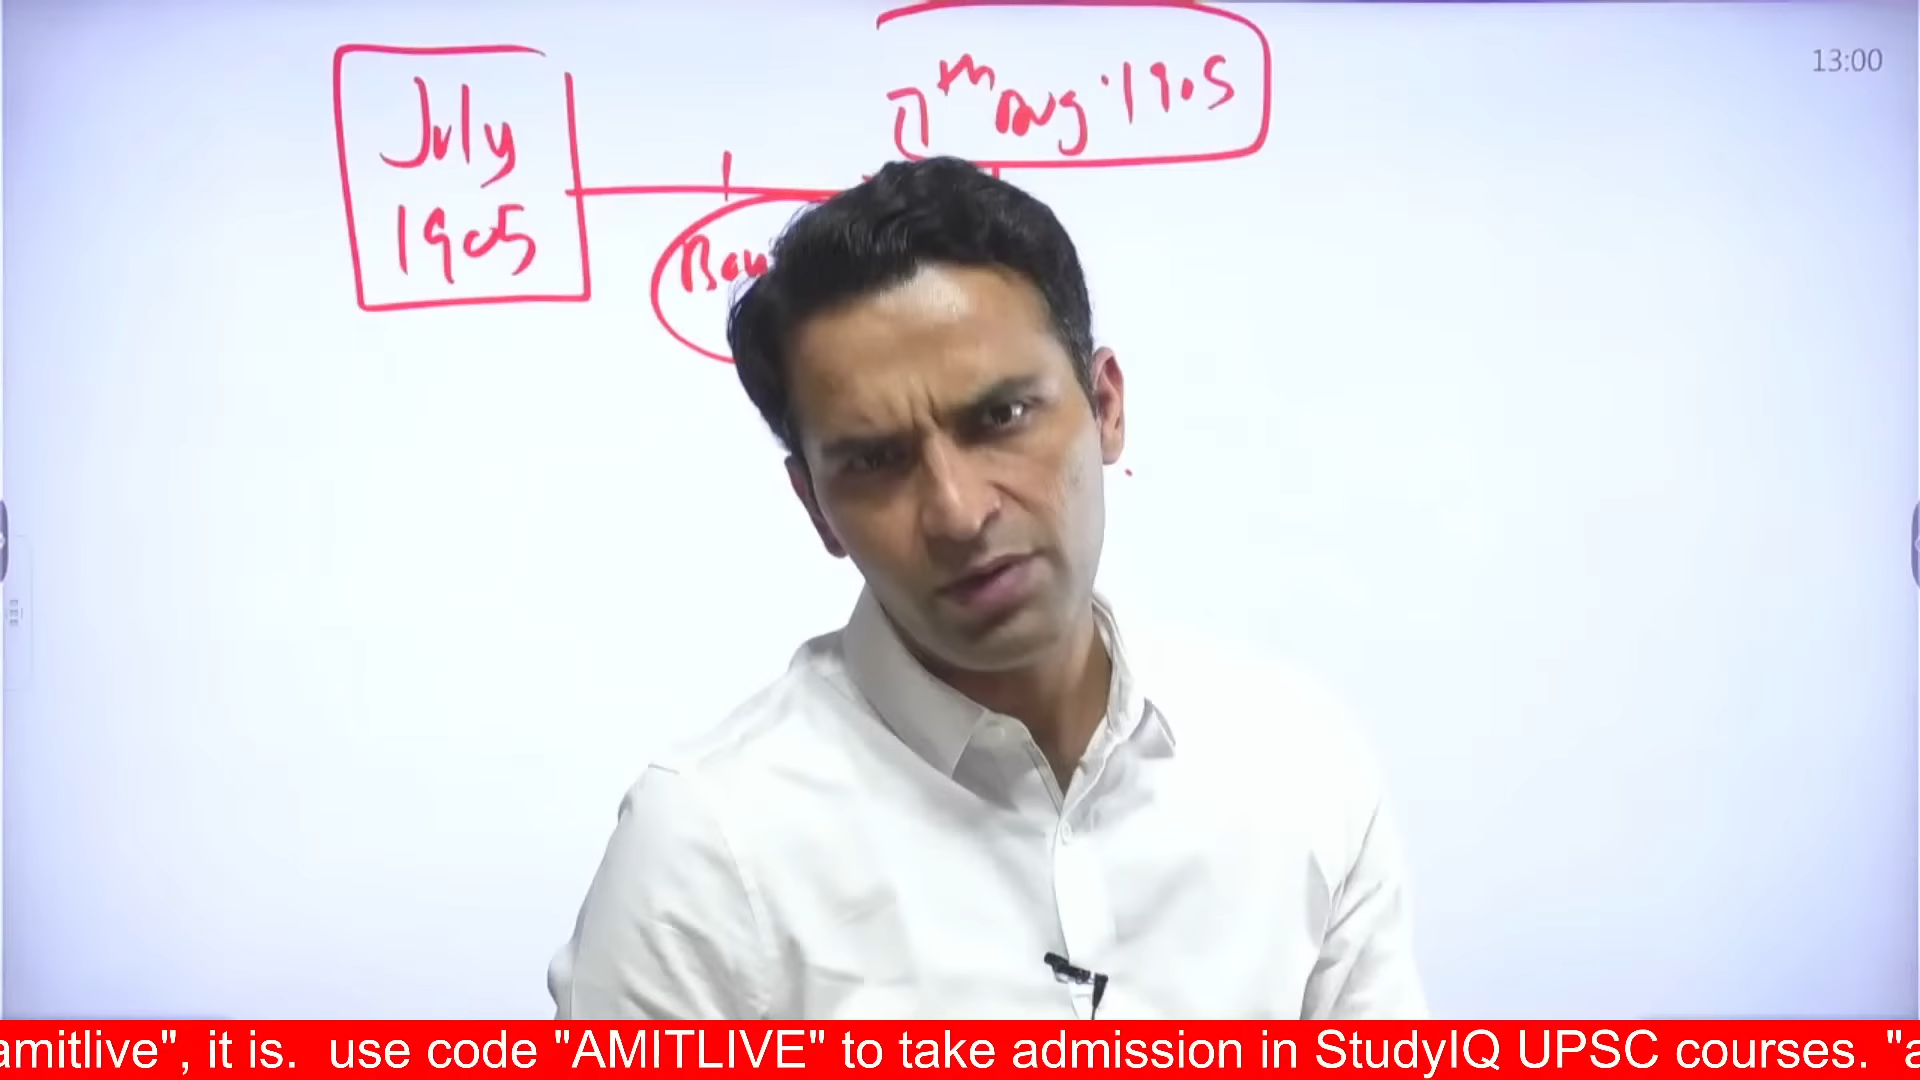 July
1905
7th Aug. 1905
13:00
amitlive", it is. use code "AMITLIVE" to take admission in StudyIQ UPSC courses. "a